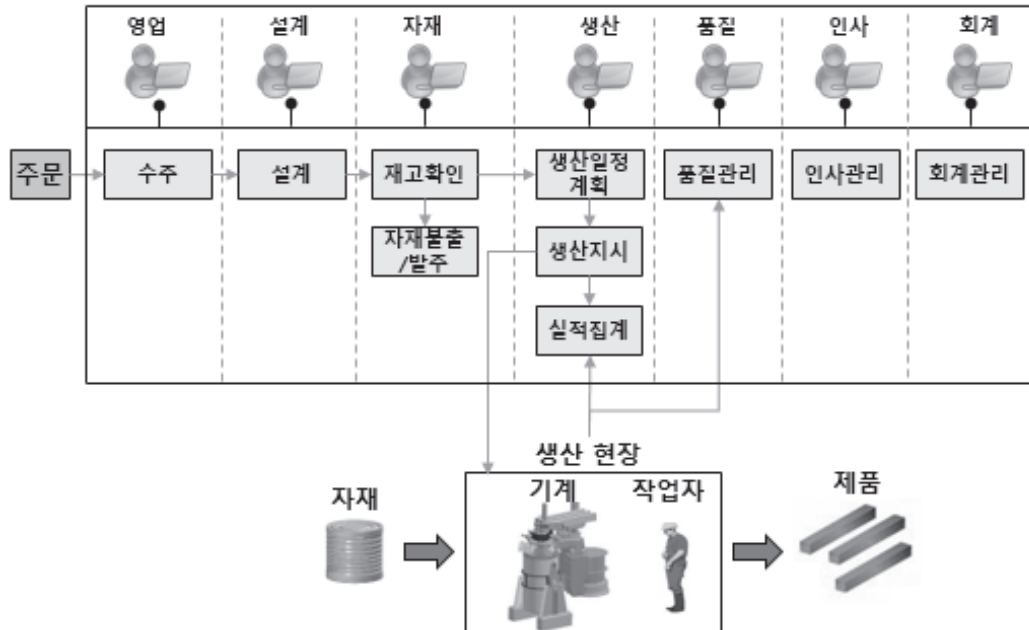 영업
설계
자재
생산
품질
인사
회계
주문
수주
설계
재고확인
생산일정
계획
품질관리
인사관리
회계관리
자재불출
/발주
생산지시
실적집계
생산 현장
자재
기계
작업자
제품